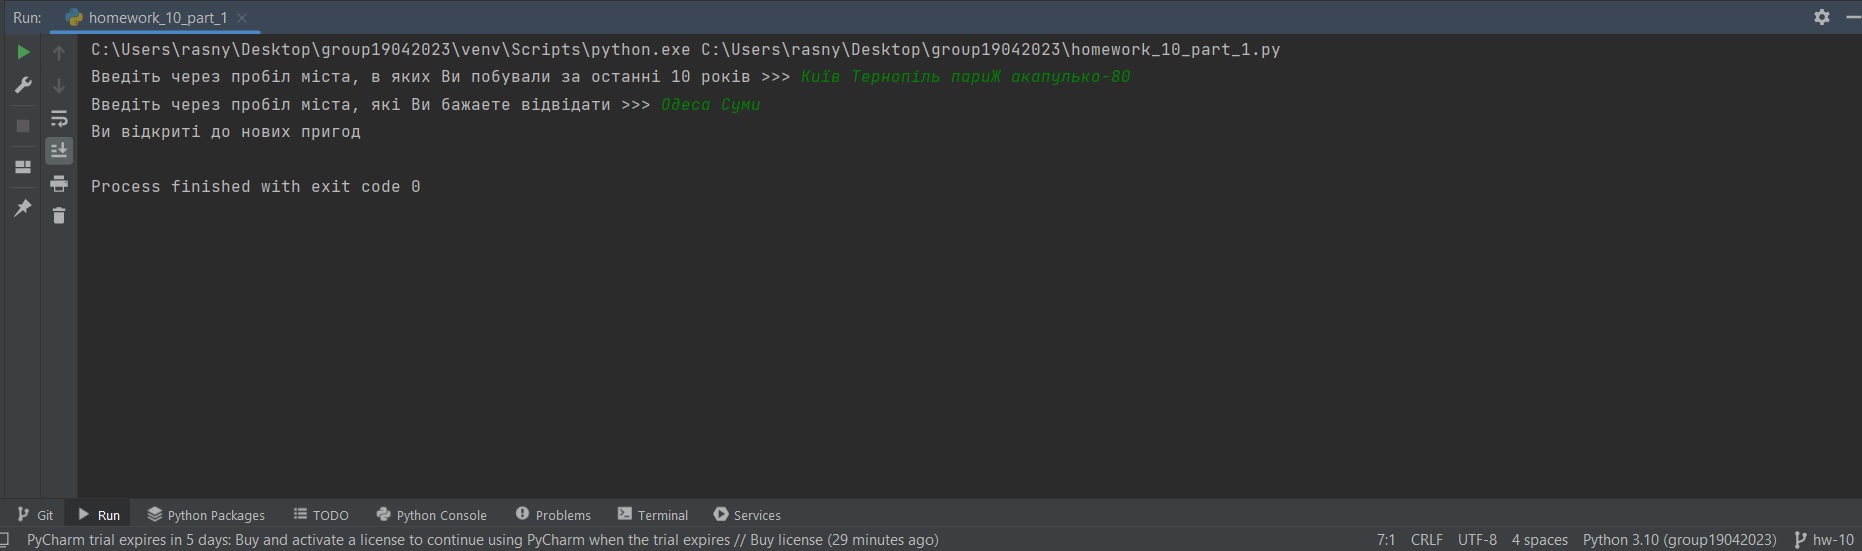 Run: homework_10_part_1
C:\Users\rasny\Desktop\group19042023\venv\Scripts\python.exe C:\Users\rasny\Desktop\group19042023\homework_10_part_1.py
Введіть через пробіл міста, в яких Ви побували за останні 10 років >>> Київ Тернопіль париЖ акапулько-80
Введіть через пробіл міста, які Ви бажаете відвідати >>> Одеса Суми
Ви відкриті до нових пригод
Process finished with exit code 0
Git Run Python Packages TODO Python Console Problems Terminal Services
PyCharm trial expires in 5 days: Buy and activate a license to continue using PyCharm when the trial expires // Buy license (29 minutes ago) 7:1 CRLF UTF-8 4 spaces Python 3.10 (group19042023) hw-10